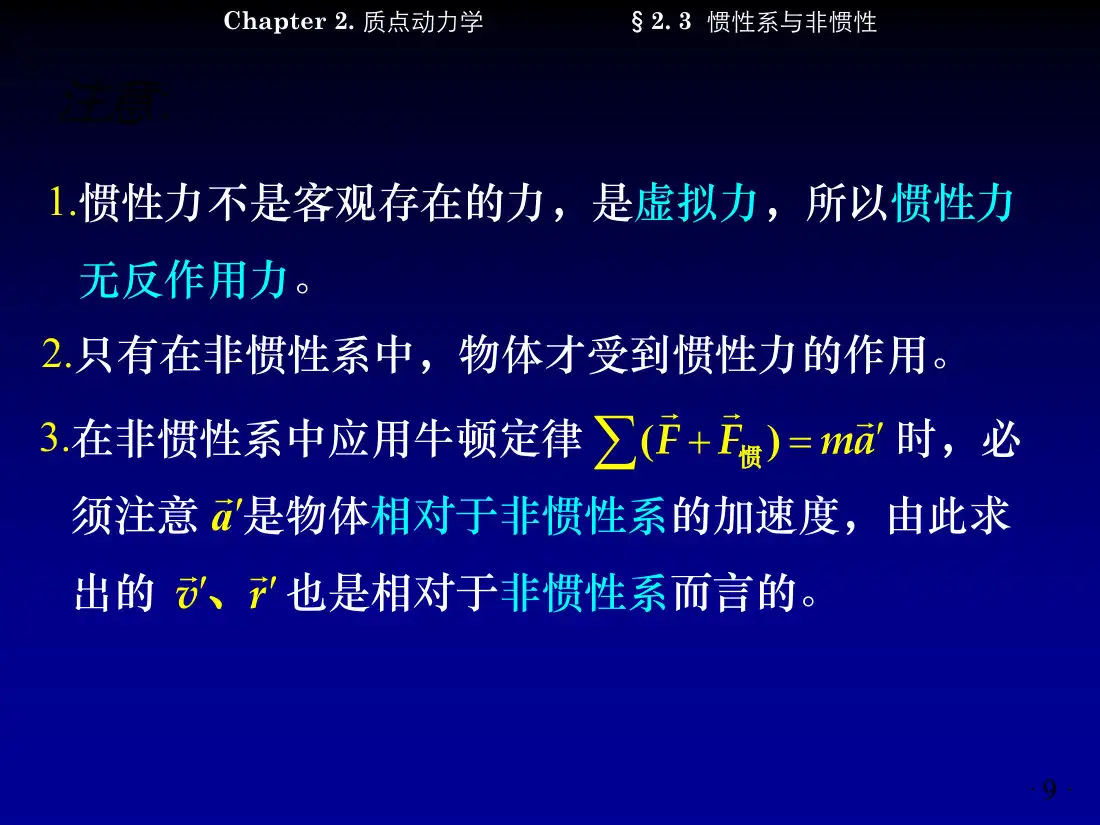 Chapter 2. 质点动力学 §2. 3 惯性系与非惯性
注意:
1.惯性力不是客观存在的力，是虚拟力，所以惯性力
无反作用力。
2.只有在非惯性系中，物体才受到惯性力的作用。
3.在非惯性系中应用牛顿定律 ∑(F⃗ + F⃗惯) = ma⃗′ 时，必
须注意 a⃗′是物体相对于非惯性系的加速度，由此求
出的 v⃗′、r⃗′ 也是相对于非惯性系而言的。
· 9 ·